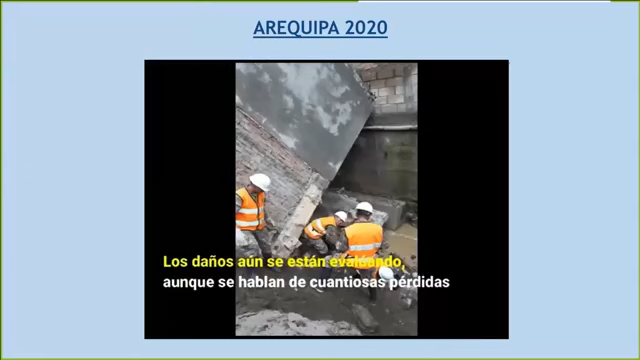 AREQUIPA 2020
Los daños aún se están evaluando,
aunque se hablan de cuantiosas pérdidas